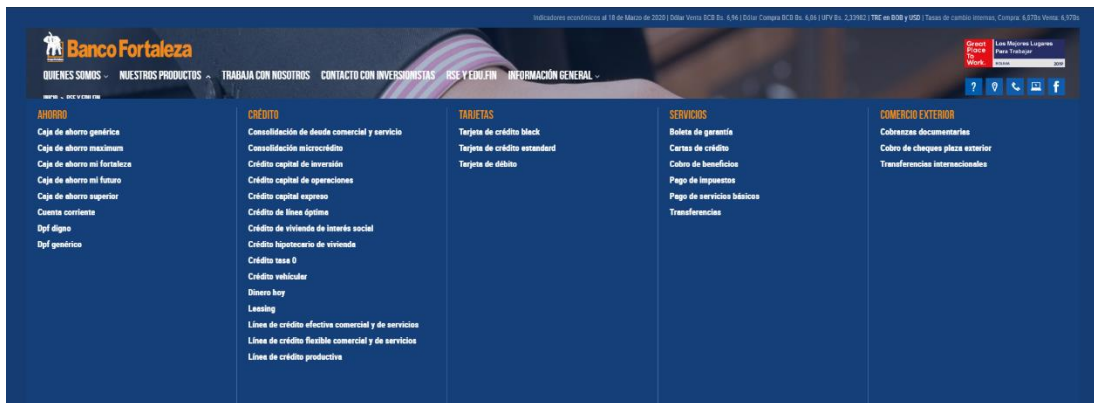 Indicadores económicos al 18 de Marzo de 2020 | Dólar Venta BCB Bs. 6,96 | Dólar Compra BCB Bs. 6,86 | UFV Bs. 2,33982 | TRE en BOB y USD | Tasas de cambio internas, Compra: 6,87Bs Venta: 6,97Bs
Banco Fortaleza
Great Place To Work.
Los Mejores Lugares Para Trabajar
BOLIVIA 2019
QUIENES SOMOS NUESTROS PRODUCTOS TRABAJA CON NOSOTROS CONTACTO CON INVERSIONISTAS RSE Y EDU.FIN INFORMACIÓN GENERAL
INICIO > RSE Y EDU.FIN
AHORRO
Caja de ahorro genérica
Caja de ahorro maximum
Caja de ahorro mi fortaleza
Caja de ahorro mi futuro
Caja de ahorro superior
Cuenta corriente
Dpf digno
Dpf genérico
CRÉDITO
Consolidación de deuda comercial y servicio
Consolidación microcrédito
Crédito capital de inversión
Crédito capital de operaciones
Crédito capital expreso
Crédito de línea óptima
Crédito de vivienda de interés social
Crédito hipotecario de vivienda
Crédito tasa 0
Crédito vehícular
Dinero hoy
Leasing
Línea de crédito efectiva comercial y de servicios
Línea de crédito flexible comercial y de servicios
Línea de crédito productiva
TARJETAS
Tarjeta de crédito black
Tarjeta de crédito estandard
Tarjeta de débito
SERVICIOS
Boleta de garantía
Cartas de crédito
Cobro de beneficios
Pago de impuestos
Pago de servicios básicos
Transferencias
COMERCIO EXTERIOR
Cobranzas documentarias
Cobro de cheques plaza exterior
Transferencias internacionales